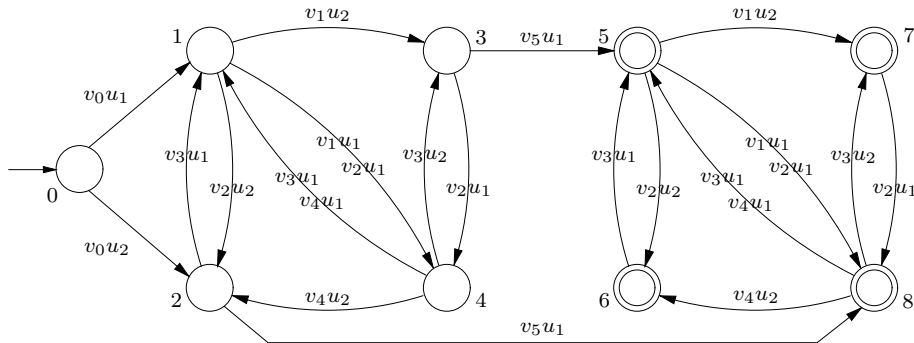 v₁u₂
v₁u₂
1
3
v₅u₁
5
7
v₀u₁
v₃u₁
v₁u₁
v₂u₁
v₃u₂
v₃u₁
v₁u₁
v₂u₁
v₃u₂
0
v₂u₂
v₃u₁
v₄u₁
v₂u₁
v₂u₂
v₃u₁
v₄u₁
v₂u₁
v₀u₂
2
v₄u₂
4
6
v₄u₂
8
v₅u₁